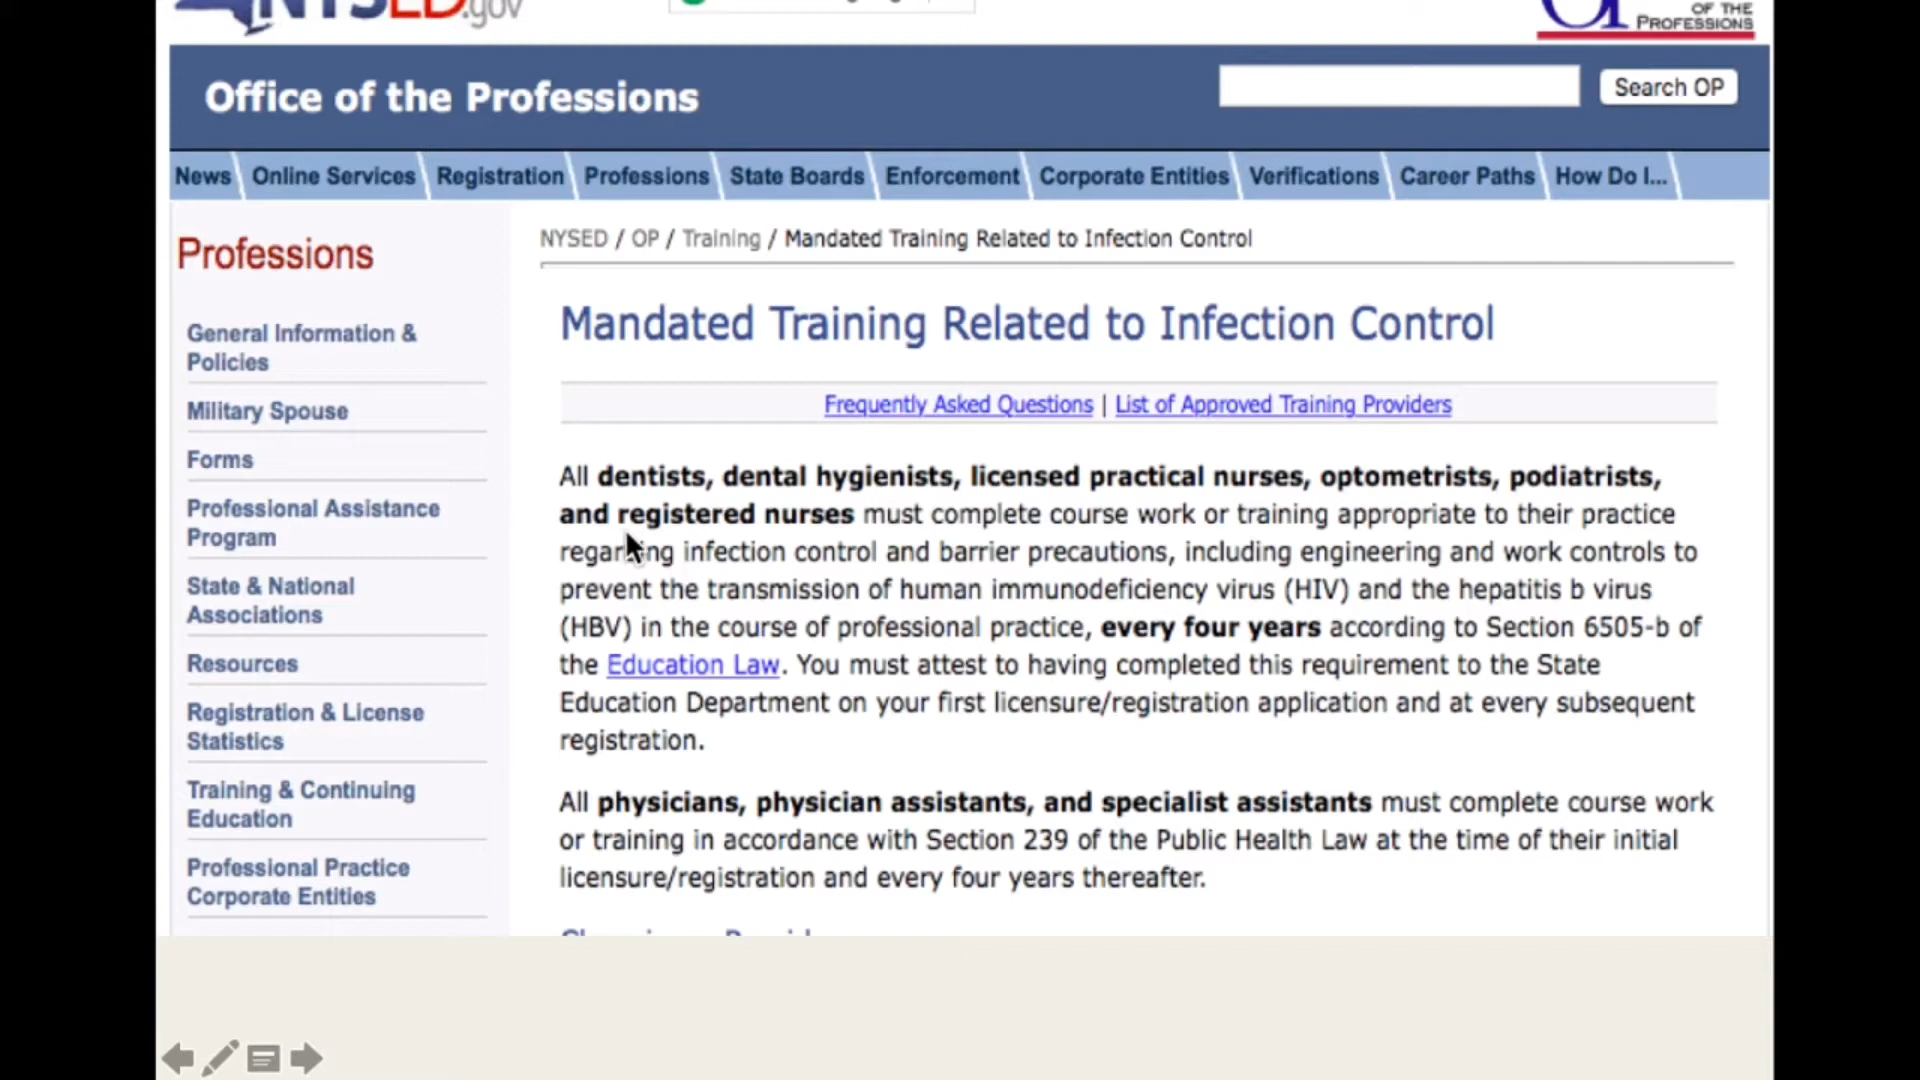 NYSED.gov
OF THE
PROFESSIONS
Office of the Professions
Search OP
News
Online Services
Registration
Professions
State Boards
Enforcement
Corporate Entities
Verifications
Career Paths
How Do I...
Professions
General Information &
Policies
Military Spouse
Forms
Professional Assistance
Program
State & National
Associations
Resources
Registration & License
Statistics
Training & Continuing
Education
Professional Practice
Corporate Entities
NYSED / OP / Training / Mandated Training Related to Infection Control
Mandated Training Related to Infection Control
Frequently Asked Questions | List of Approved Training Providers
All dentists, dental hygienists, licensed practical nurses, optometrists, podiatrists,
and registered nurses must complete course work or training appropriate to their practice
regarding infection control and barrier precautions, including engineering and work controls to
prevent the transmission of human immunodeficiency virus (HIV) and the hepatitis b virus
(HBV) in the course of professional practice, every four years according to Section 6505-b of
the Education Law. You must attest to having completed this requirement to the State
Education Department on your first licensure/registration application and at every subsequent
registration.
All physicians, physician assistants, and specialist assistants must complete course work
or training in accordance with Section 239 of the Public Health Law at the time of their initial
licensure/registration and every four years thereafter.